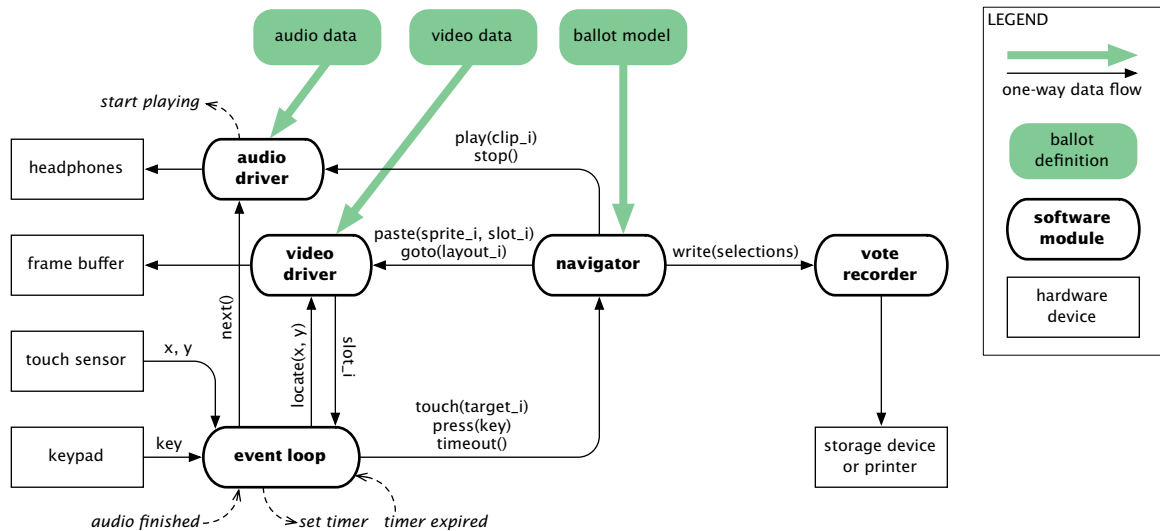 audio data
video data
ballot model
LEGEND
one-way data flow
ballot
definition
software
module
hardware
device
start playing
headphones
audio
driver
play(clip_i)
stop()
frame buffer
video
driver
paste(sprite_i, slot_i)
goto(layout_i)
navigator
write(selections)
vote
recorder
next()
locate(x, y)
slot_i
touch sensor
x, y
keypad
key
event loop
touch(target_i)
press(key)
timeout()
storage device
or printer
audio finished
set timer
timer expired